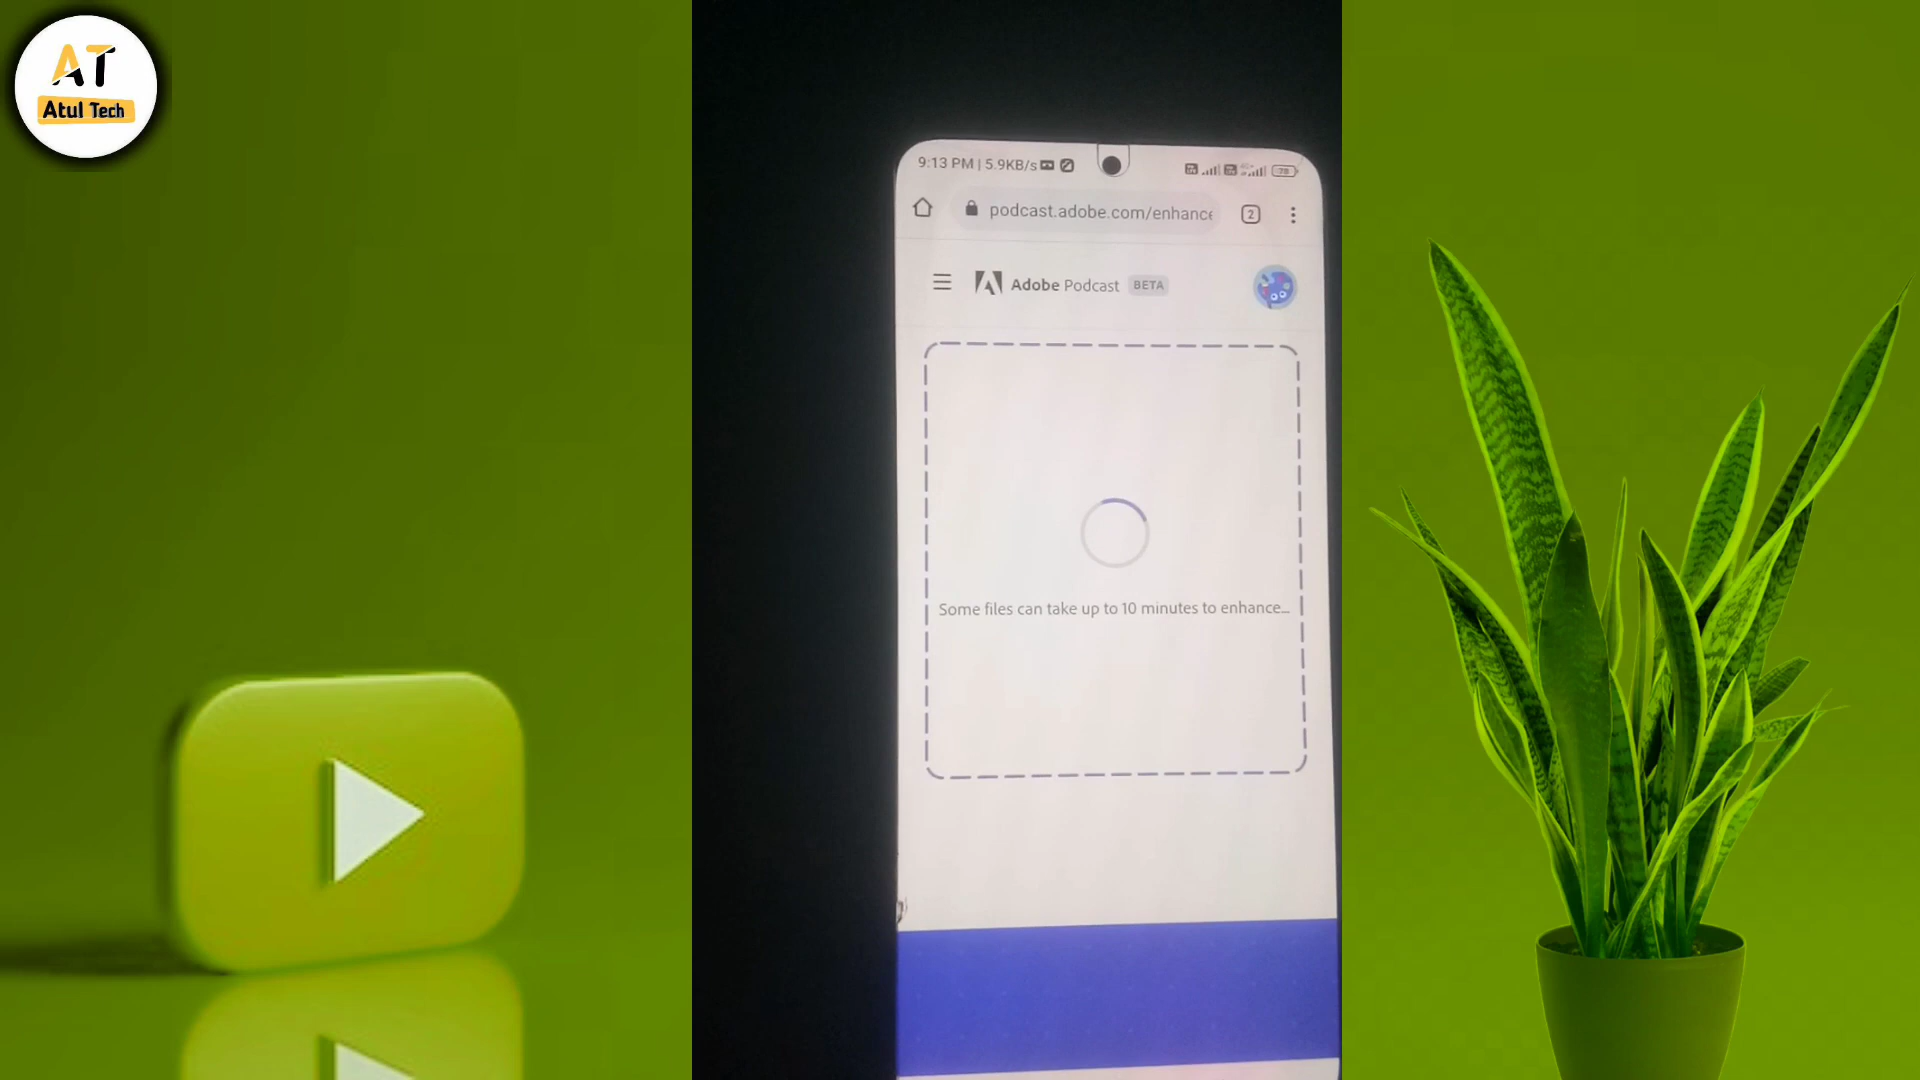 AT
Atul Tech
9:13 PM | 5.9KB/s
78
podcast.adobe.com/enhance
2
Adobe Podcast BETA
Some files can take up to 10 minutes to enhance...